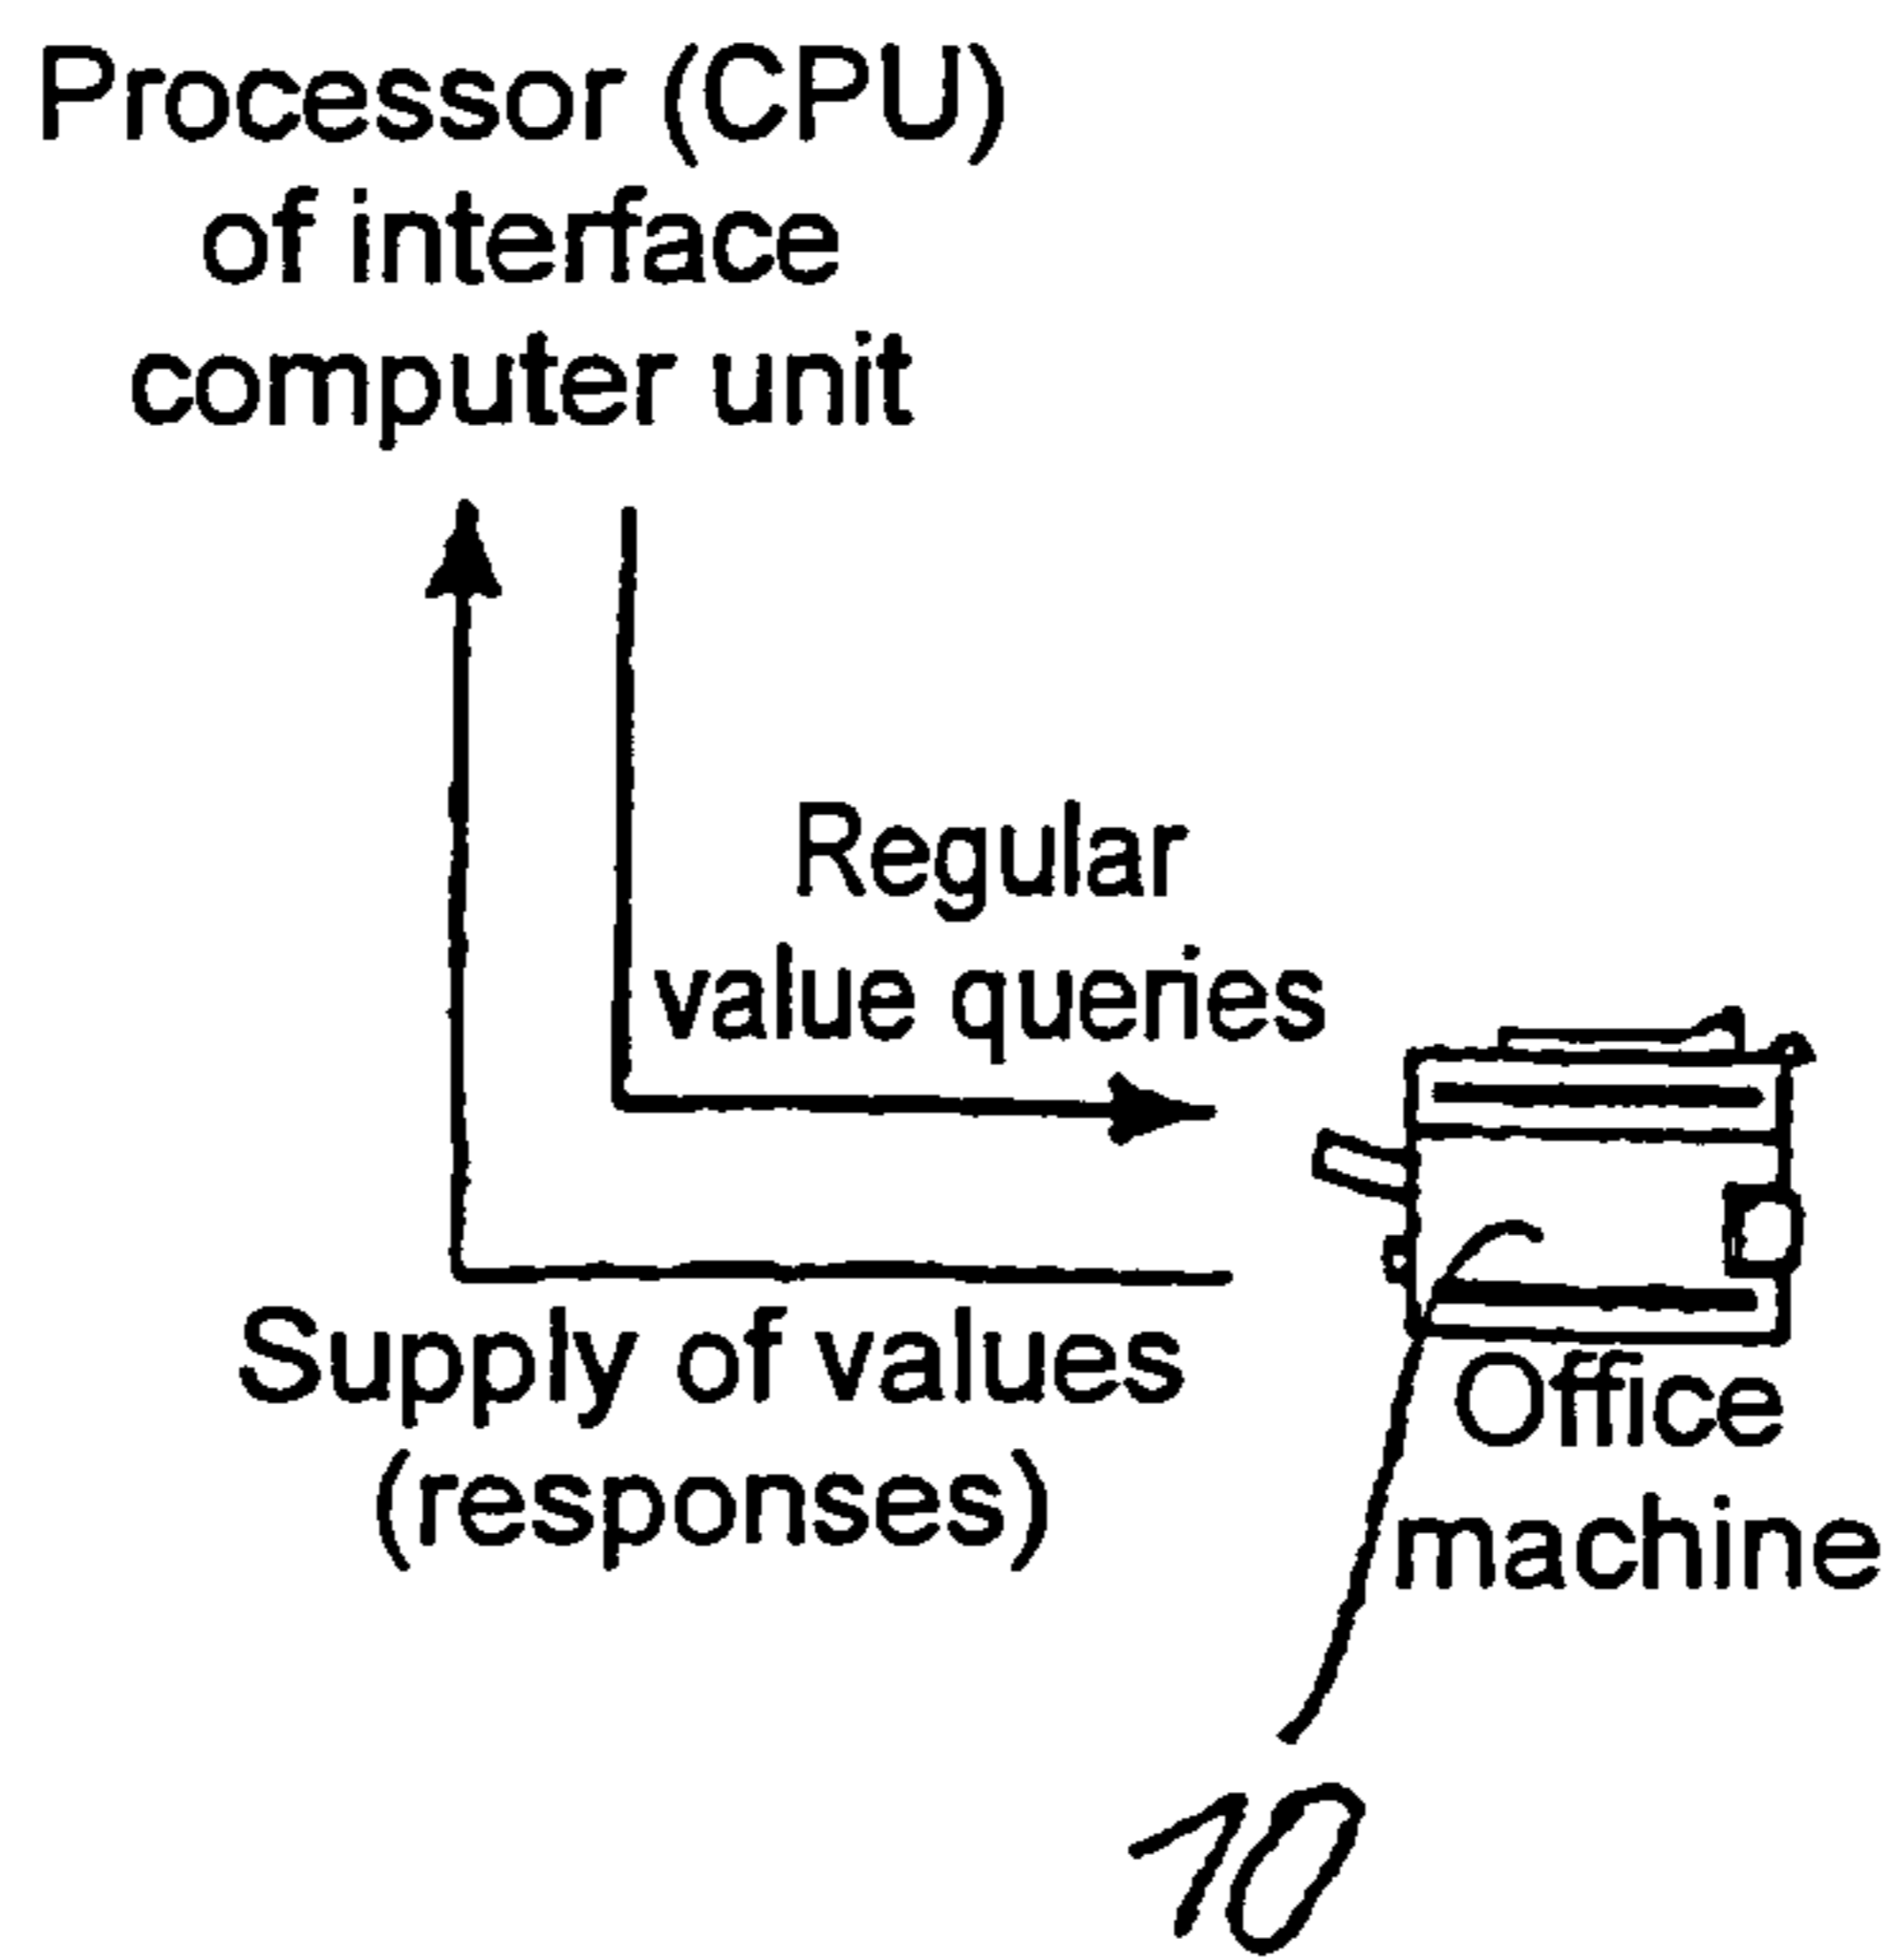 Processor (CPU)
of interface
computer unit
Regular
value queries
Supply of values
(responses)
Office
machine
10